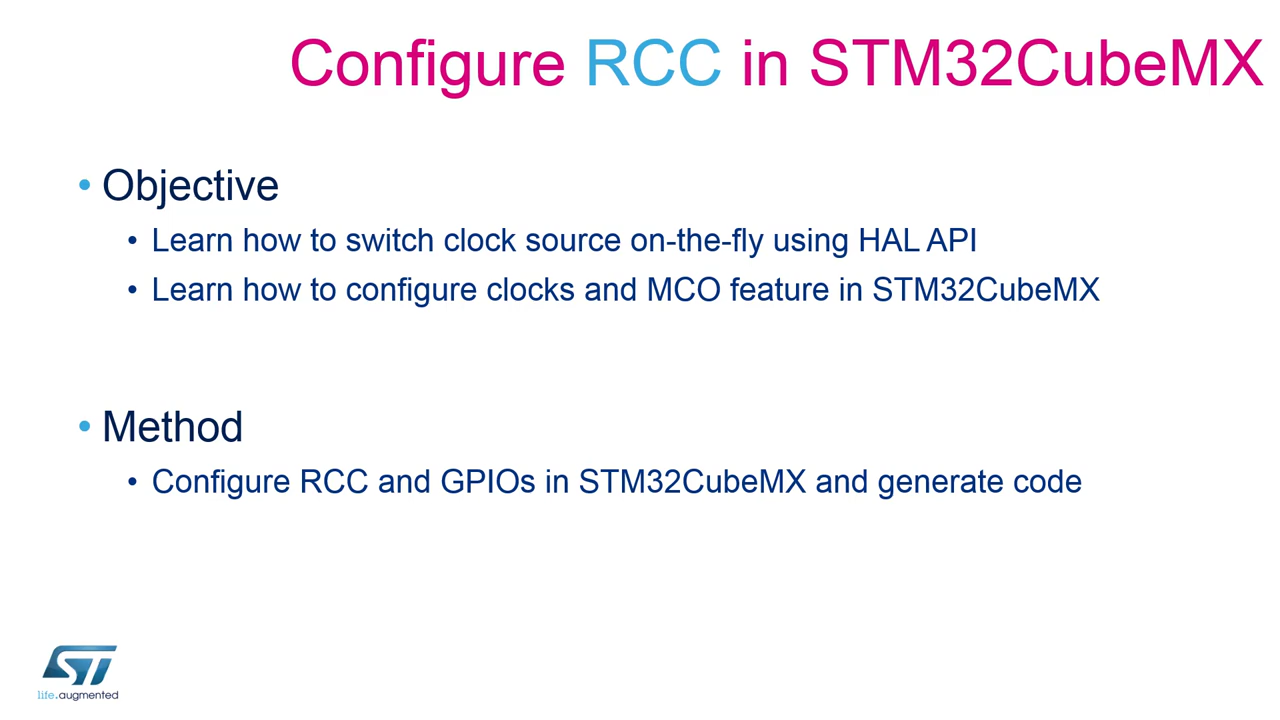 Configure RCC in STM32CubeMX
• Objective
• Learn how to switch clock source on-the-fly using HAL API
• Learn how to configure clocks and MCO feature in STM32CubeMX
• Method
• Configure RCC and GPIOs in STM32CubeMX and generate code
ST
life.augmented